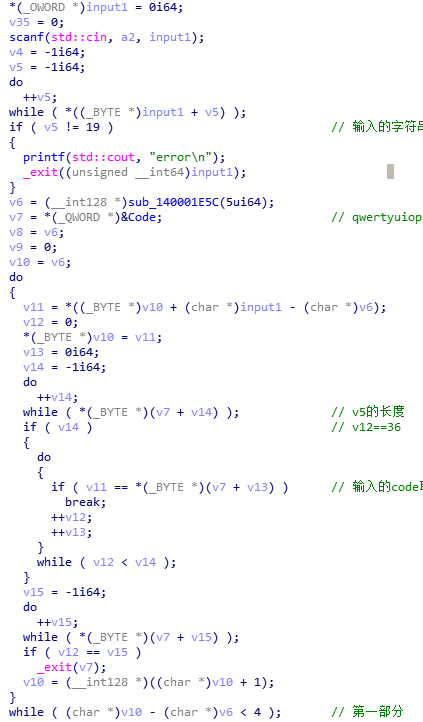 *(_OWORD *)input1 = 0i64;
v35 = 0;
scanf(std::cin, a2, input1);
v4 = -1i64;
v5 = -1i64;
do
++v5;
while ( *((_BYTE *)input1 + v5) );
if ( v5 != 19 ) // 输入的字符串
{
printf(std::cout, "error\n");
_exit((unsigned __int64)input1);
}
v6 = (__int128 *)sub_140001E5C(5ui64);
v7 = *(_QWORD *)&Code; // qwertyuiop
v8 = v6;
v9 = 0;
v10 = v6;
do
{
v11 = *((_BYTE *)v10 + (char *)input1 - (char *)v6);
v12 = 0;
*(_BYTE *)v10 = v11;
v13 = 0i64;
v14 = -1i64;
do
++v14;
while ( *(_BYTE *)(v7 + v14) ); // v5的长度
if ( v14 ) // v12==36
{
do
{
if ( v11 == *(_BYTE *)(v7 + v13) ) // 输入的code
break;
++v12;
++v13;
}
while ( v12 < v14 );
}
v15 = -1i64;
do
++v15;
while ( *(_BYTE *)(v7 + v15) );
if ( v12 == v15 )
_exit(v7);
v10 = (__int128 *)((char *)v10 + 1);
}
while ( (char *)v10 - (char *)v6 < 4 ); // 第一部分